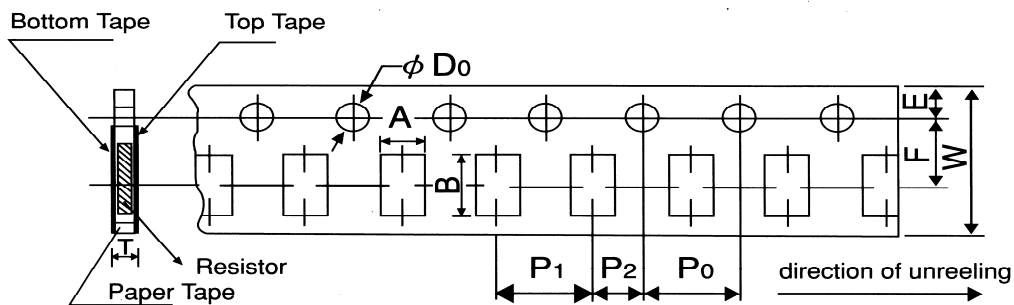 Bottom Tape
Top Tape
ϕ D0
A
B
E
F
W
T
Resistor
Paper Tape
P1
P2
P0
direction of unreeling